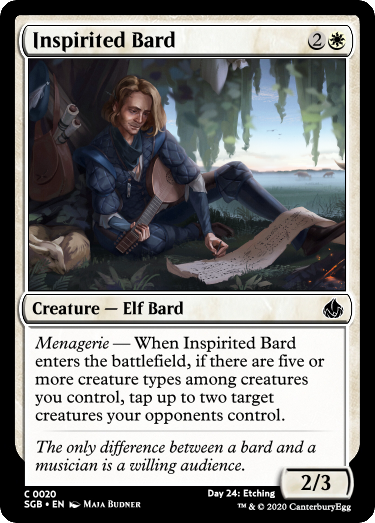 Inspirited Bard 2
Creature — Elf Bard
Menagerie — When Inspirited Bard
enters the battlefield, if there are five or
more creature types among creatures
you control, tap up to two target
creatures your opponents control.
The only difference between a bard and a
musician is a willing audience.
2/3
C 0020 Day 24: Etching
SGB • EN Maja Budner ™ & © 2020 CanterburyEgg